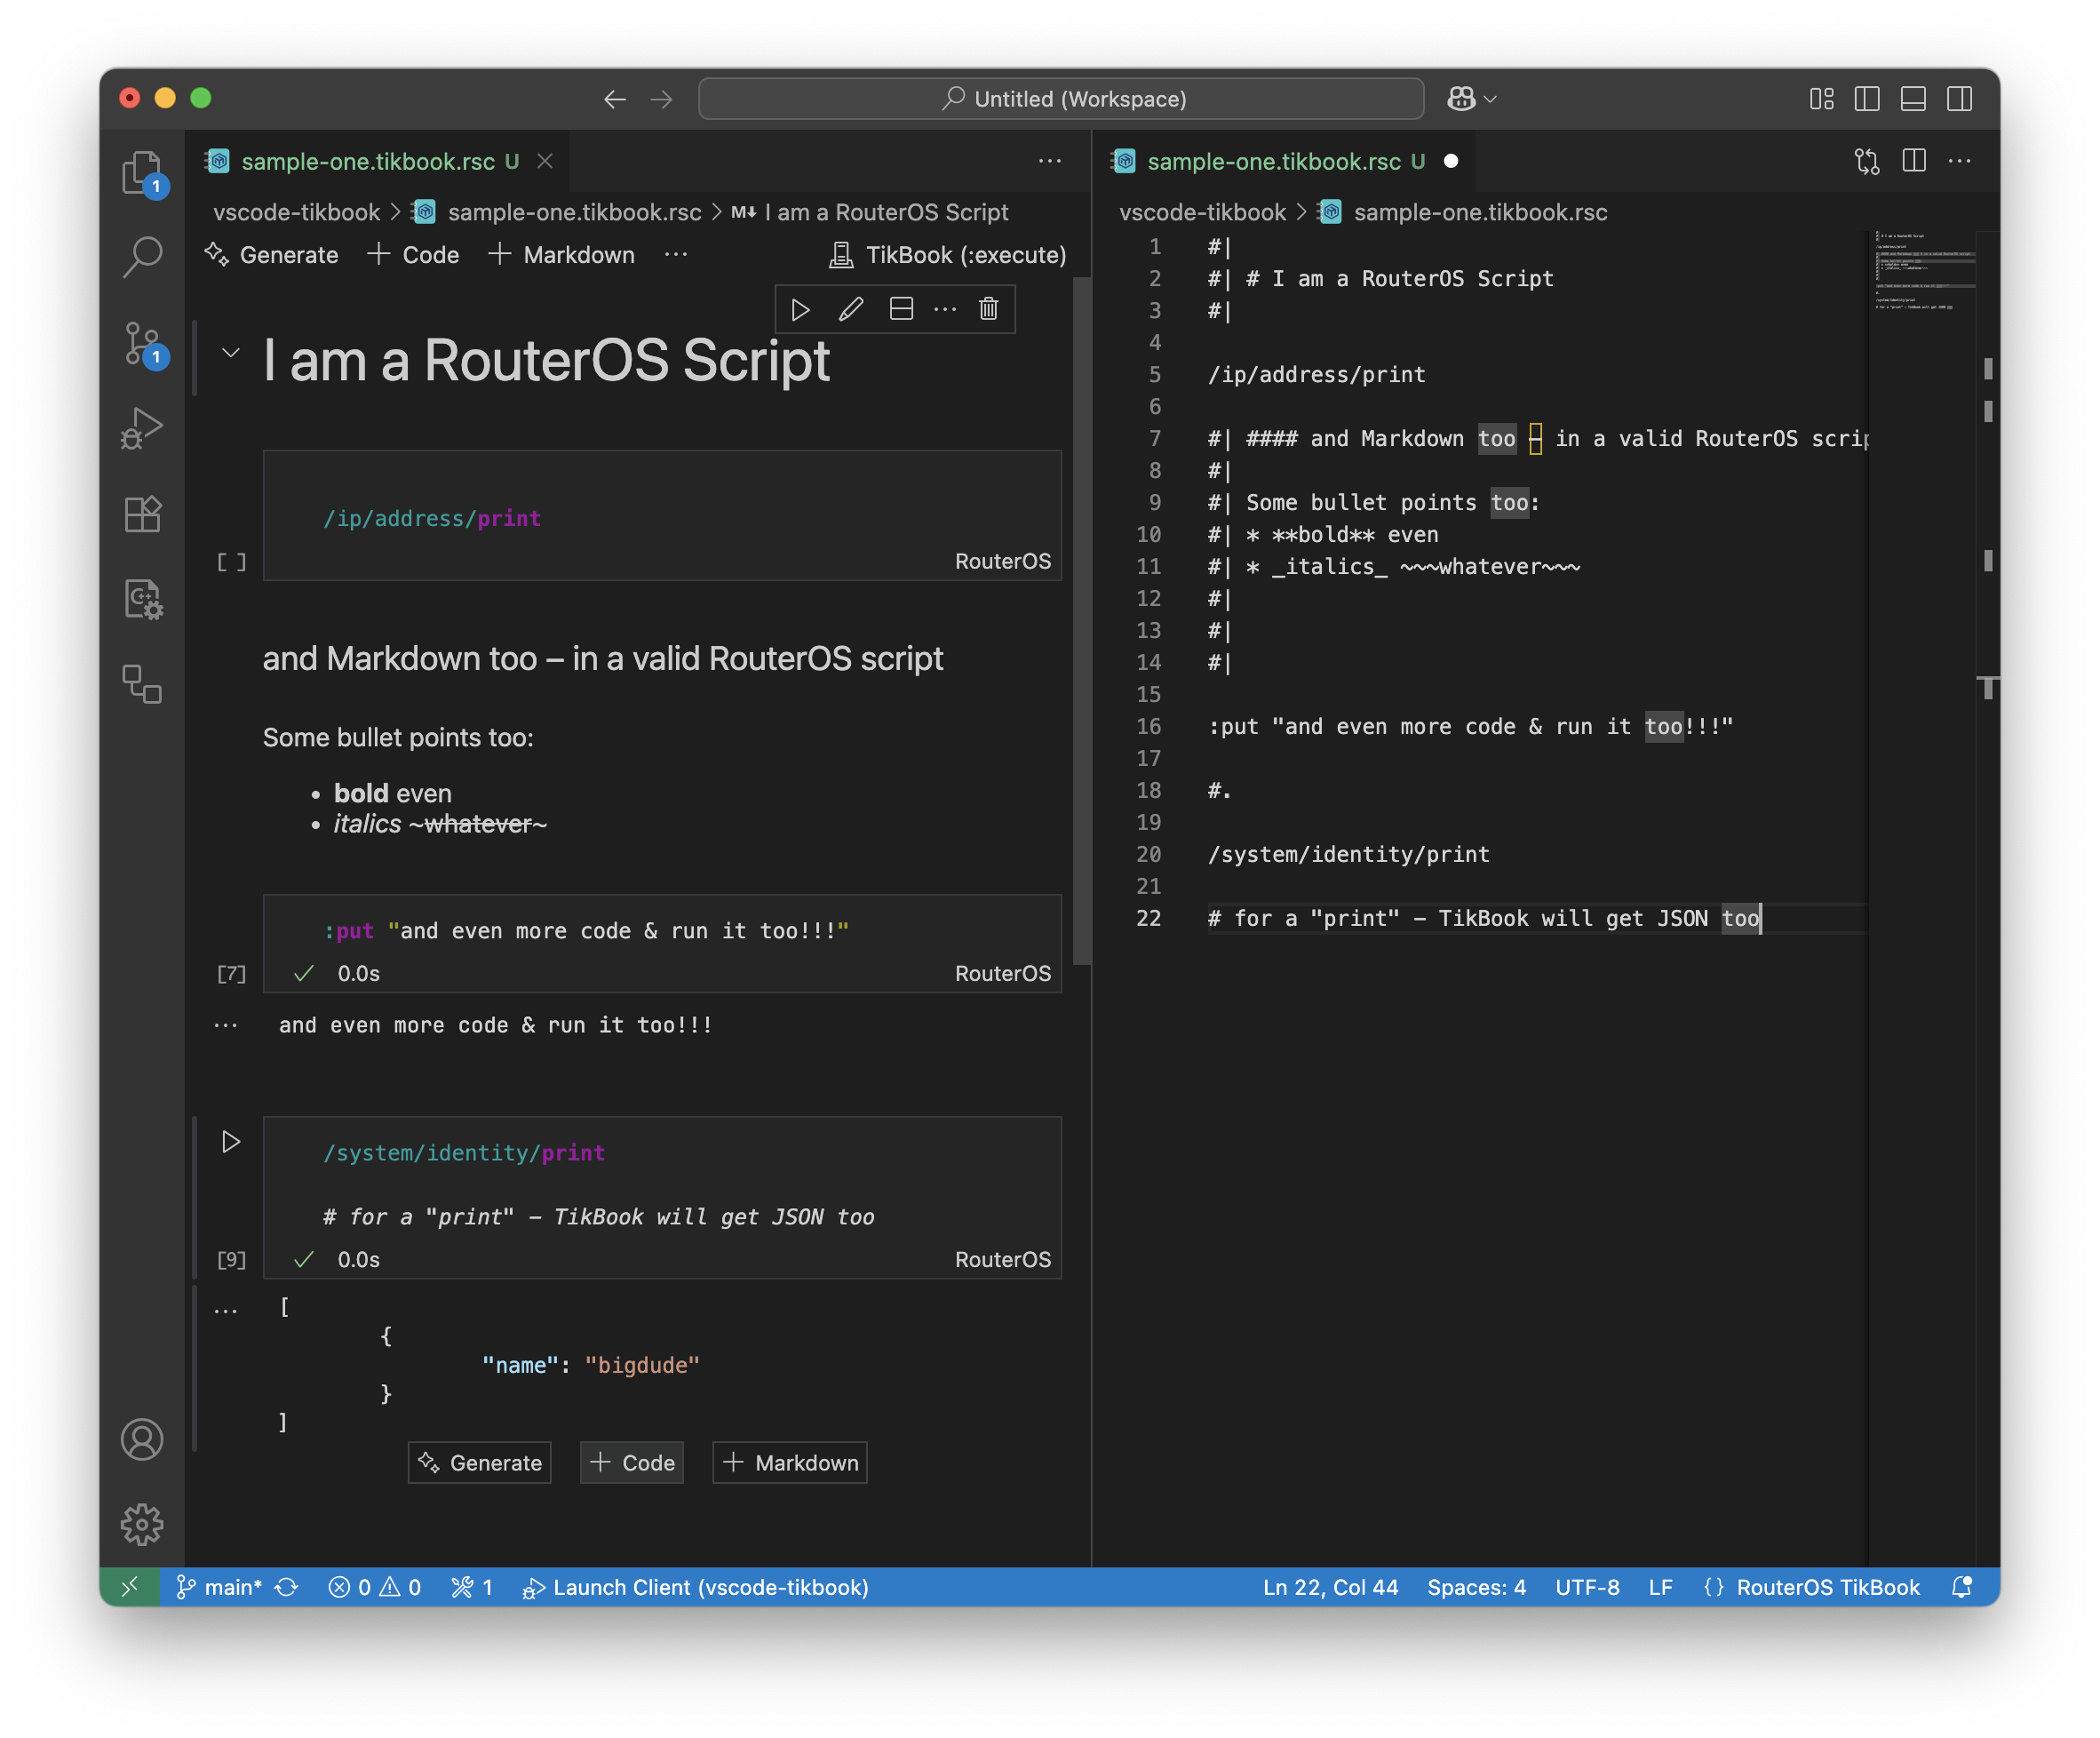 Untitled (Workspace)
1
1
sample-one.tikbook.rsc U
vscode-tikbook > sample-one.tikbook.rsc > M↓ I am a RouterOS Script
Generate + Code + Markdown ... TikBook (:execute)
I am a RouterOS Script
/ip/address/print
[ ] RouterOS
and Markdown too – in a valid RouterOS script
Some bullet points too:
• bold even
• italics ~whatever~
:put "and even more code & run it too!!!"
[7] ✓ 0.0s RouterOS
... and even more code & run it too!!!
/system/identity/print
# for a "print" – TikBook will get JSON too
[9] ✓ 0.0s RouterOS
... [
{
"name": "bigdude"
}
]
Generate + Code + Markdown
sample-one.tikbook.rsc U
vscode-tikbook > sample-one.tikbook.rsc
1 #|
2 #| # I am a RouterOS Script
3 #|
4
5 /ip/address/print
6
7 #| #### and Markdown too – in a valid RouterOS scrip
8 #|
9 #| Some bullet points too:
10 #| * **bold** even
11 #| * _italics_ ~~~whatever~~~
12 #|
13 #|
14 #|
15
16 :put "and even more code & run it too!!!"
17
18 #.
19
20 /system/identity/print
21
22 # for a "print" – TikBook will get JSON too
main* 0 0 1 Launch Client (vscode-tikbook) Ln 22, Col 44 Spaces: 4 UTF-8 LF {} RouterOS TikBook